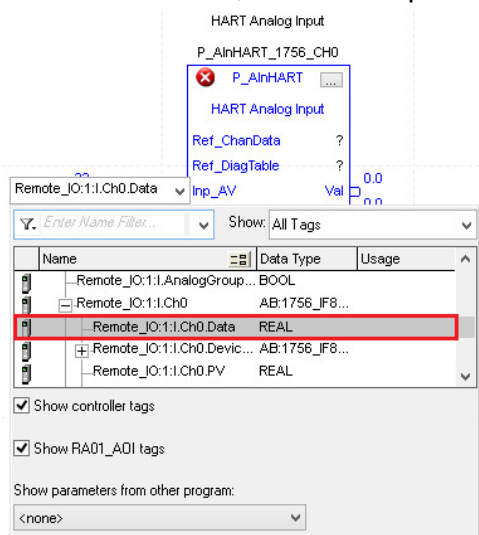 HART Analog Input
P_AInHART_1756_CH0
P_AInHART ...
HART Analog Input
Ref_ChanData ?
Ref_DiagTable ?
Remote_IO:1:I.Ch0.Data Inp_AV Val 0.0
Enter Name Filter... Show: All Tags
Name Data Type Usage
Remote_IO:1:I.AnalogGroup... BOOL
Remote_IO:1:I.Ch0 AB:1756_IF8...
Remote_IO:1:I.Ch0.Data REAL
Remote_IO:1:I.Ch0.Devic... AB:1756_IF8...
Remote_IO:1:I.Ch0.PV REAL
Show controller tags
Show RA01_AOI tags
Show parameters from other program:
<none>